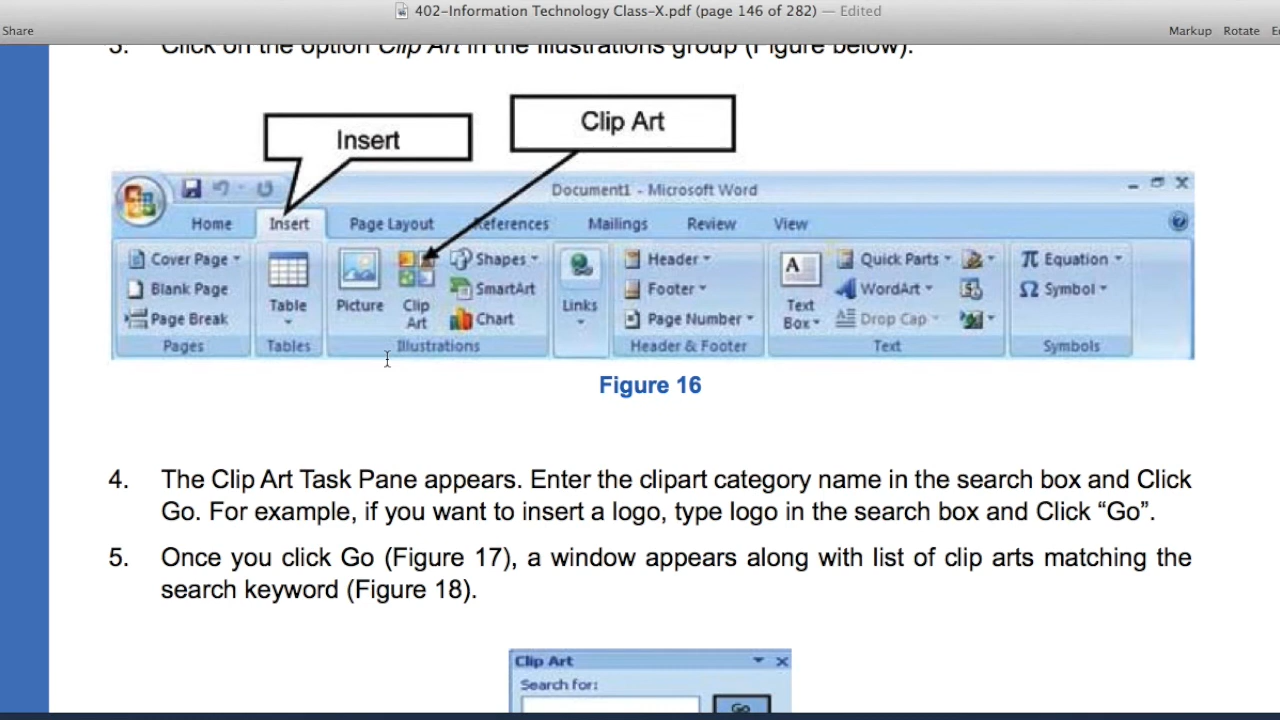 402-Information Technology Class-X.pdf (page 146 of 282) — Edited
Share
Markup Rotate
3. Click on the option Clip Art in the Illustrations group (Figure below).
Insert
Clip Art
Document1 - Microsoft Word
Home Insert Page Layout References Mailings Review View
Cover Page
Blank Page
Page Break
Pages
Table
Tables
Picture
Clip
Art
Shapes
SmartArt
Chart
Illustrations
Links
Header
Footer
Page Number
Header & Footer
A
Text
Box
Quick Parts
WordArt
Drop Cap
Text
π Equation
Ω Symbol
Symbols
Figure 16
4. The Clip Art Task Pane appears. Enter the clipart category name in the search box and Click
Go. For example, if you want to insert a logo, type logo in the search box and Click “Go”.
5. Once you click Go (Figure 17), a window appears along with list of clip arts matching the
search keyword (Figure 18).
Clip Art
Search for:
Go